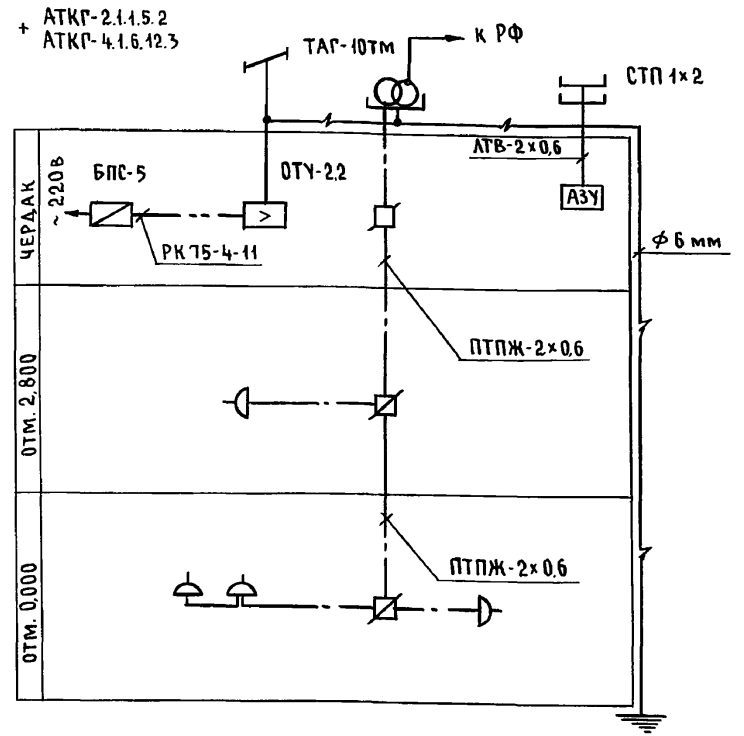 + АТКГ-2.1.1.5.2
АТКГ-4.1.6.12.3
ТАГ-10ТМ
К РФ
СТП 1×2
АТВ-2×0,6
АЗУ
БПС-5
ОТУ-2.2
~220В
>
РК 75-4-11
ЧЕРДАК
Ф 6 мм
ПТПЖ-2×0,6
ОТМ. 2,800
ПТПЖ-2×0,6
ОТМ. 0,000